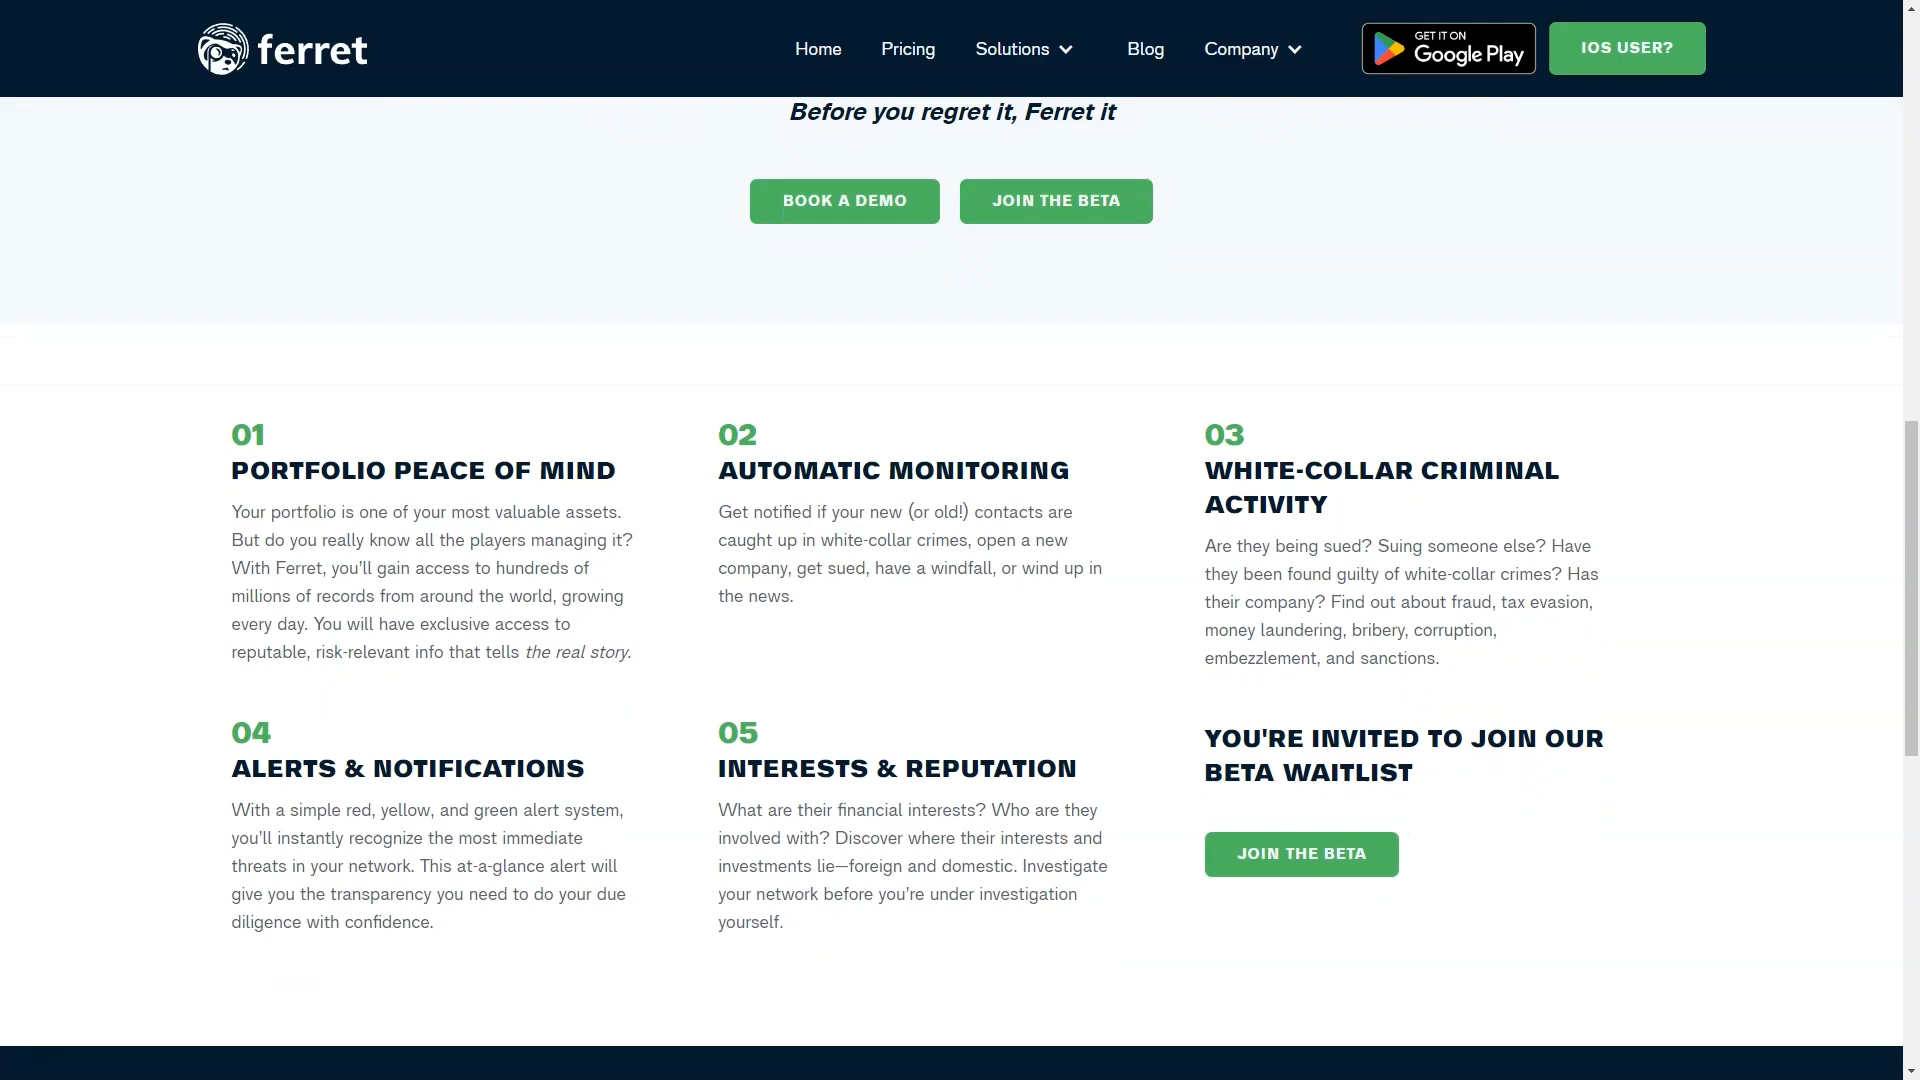 ferret
Home
Pricing
Solutions
Blog
Company
GET IT ON
Google Play
IOS USER?
Before you regret it, Ferret it
BOOK A DEMO
JOIN THE BETA
01
PORTFOLIO PEACE OF MIND
Your portfolio is one of your most valuable assets.
But do you really know all the players managing it?
With Ferret, you’ll gain access to hundreds of
millions of records from around the world, growing
every day. You will have exclusive access to
reputable, risk-relevant info that tells the real story.
02
AUTOMATIC MONITORING
Get notified if your new (or old!) contacts are
caught up in white-collar crimes, open a new
company, get sued, have a windfall, or wind up in
the news.
03
WHITE-COLLAR CRIMINAL
ACTIVITY
Are they being sued? Suing someone else? Have
they been found guilty of white-collar crimes? Has
their company? Find out about fraud, tax evasion,
money laundering, bribery, corruption,
embezzlement, and sanctions.
04
ALERTS & NOTIFICATIONS
With a simple red, yellow, and green alert system,
you’ll instantly recognize the most immediate
threats in your network. This at-a-glance alert will
give you the transparency you need to do your due
diligence with confidence.
05
INTERESTS & REPUTATION
What are their financial interests? Who are they
involved with? Discover where their interests and
investments lie—foreign and domestic. Investigate
your network before you’re under investigation
yourself.
YOU'RE INVITED TO JOIN OUR
BETA WAITLIST
JOIN THE BETA